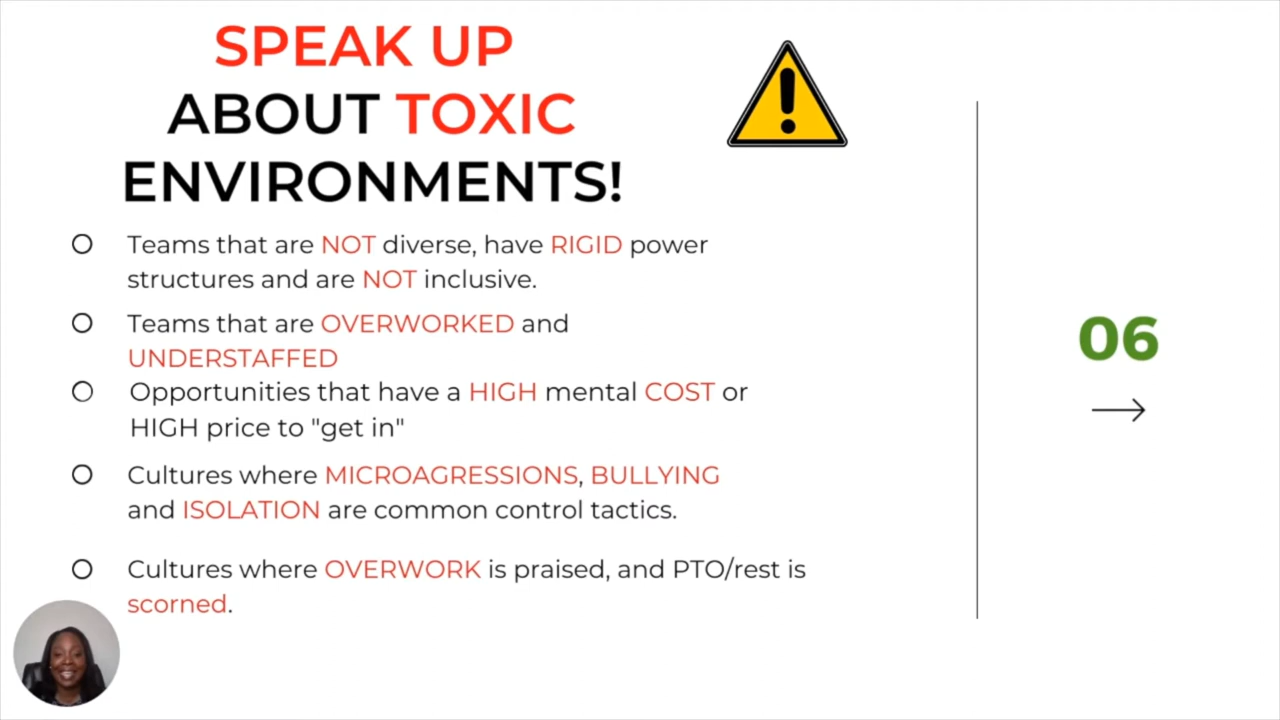 SPEAK UP
ABOUT TOXIC
ENVIRONMENTS!
Teams that are NOT diverse, have RIGID power
structures and are NOT inclusive.
Teams that are OVERWORKED and
UNDERSTAFFED
Opportunities that have a HIGH mental COST or
HIGH price to "get in"
Cultures where MICROAGRESSIONS, BULLYING
and ISOLATION are common control tactics.
Cultures where OVERWORK is praised, and PTO/rest is
scorned.
06